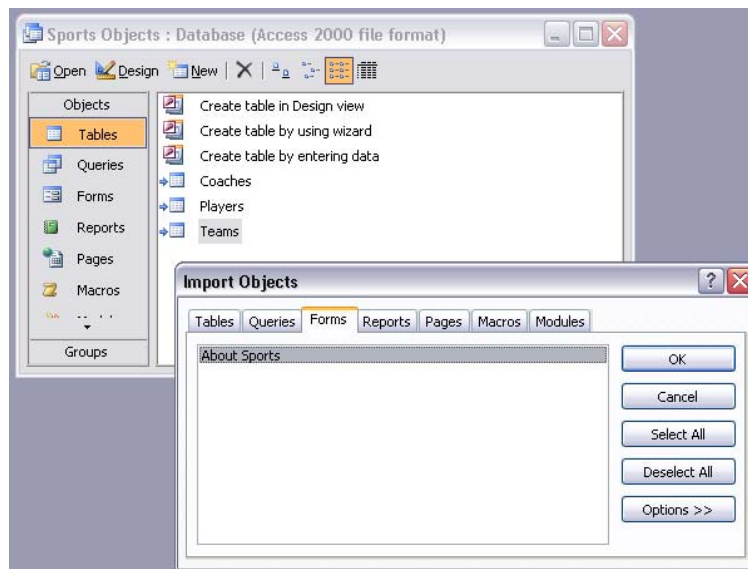 Sports Objects : Database (Access 2000 file format)
Open Design New
Objects
Tables
Queries
Forms
Reports
Pages
Macros
Groups
Create table in Design view
Create table by using wizard
Create table by entering data
Coaches
Players
Teams
Import Objects
Tables Queries Forms Reports Pages Macros Modules
About Sports
OK
Cancel
Select All
Deselect All
Options >>